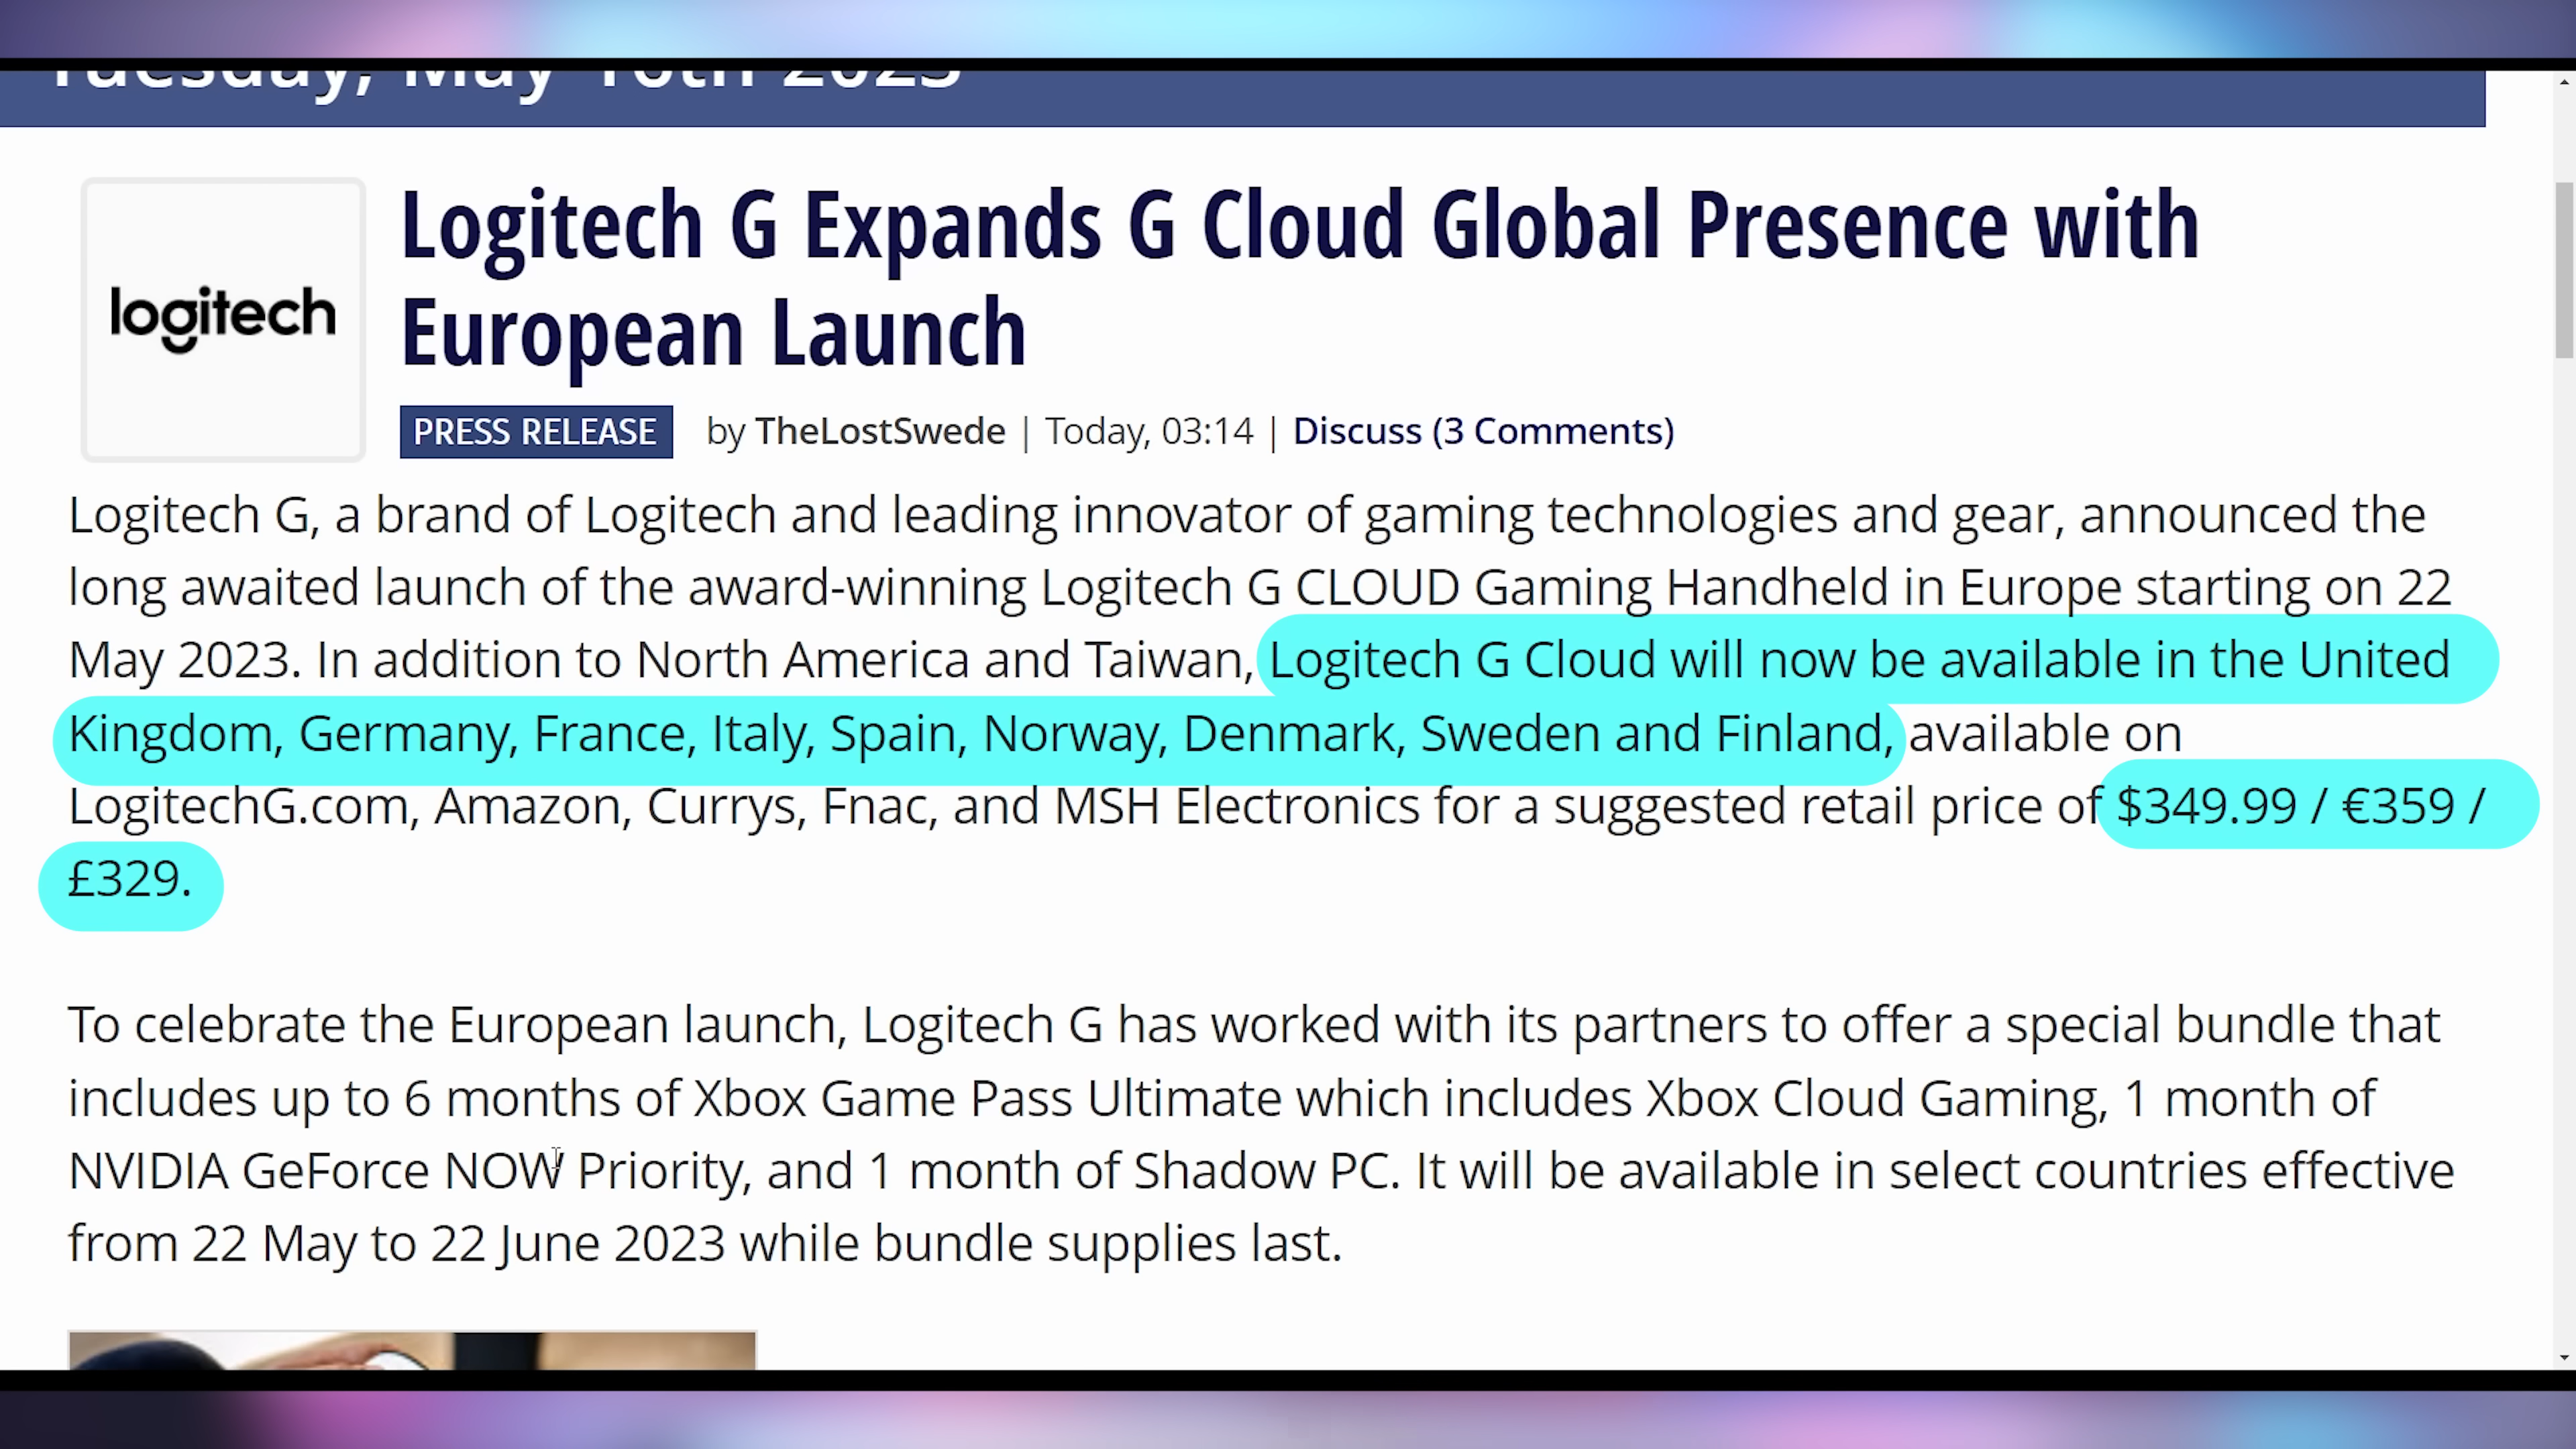 Tuesday, May 16th 2023
logitech
Logitech G Expands G Cloud Global Presence with
European Launch
PRESS RELEASE by TheLostSwede | Today, 03:14 | Discuss (3 Comments)
Logitech G, a brand of Logitech and leading innovator of gaming technologies and gear, announced the
long awaited launch of the award-winning Logitech G CLOUD Gaming Handheld in Europe starting on 22
May 2023. In addition to North America and Taiwan, Logitech G Cloud will now be available in the United
Kingdom, Germany, France, Italy, Spain, Norway, Denmark, Sweden and Finland, available on
LogitechG.com, Amazon, Currys, Fnac, and MSH Electronics for a suggested retail price of $349.99 / €359 /
£329.
To celebrate the European launch, Logitech G has worked with its partners to offer a special bundle that
includes up to 6 months of Xbox Game Pass Ultimate which includes Xbox Cloud Gaming, 1 month of
NVIDIA GeForce NOW Priority, and 1 month of Shadow PC. It will be available in select countries effective
from 22 May to 22 June 2023 while bundle supplies last.